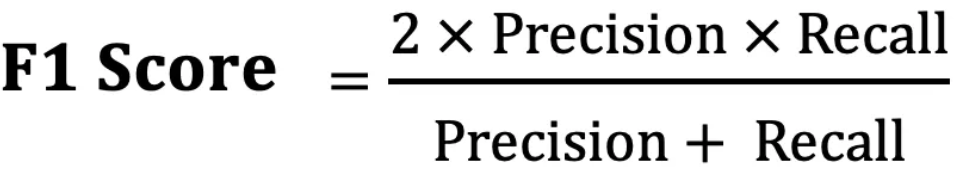 F1 Score = 2 × Precision × Recall
Precision + Recall